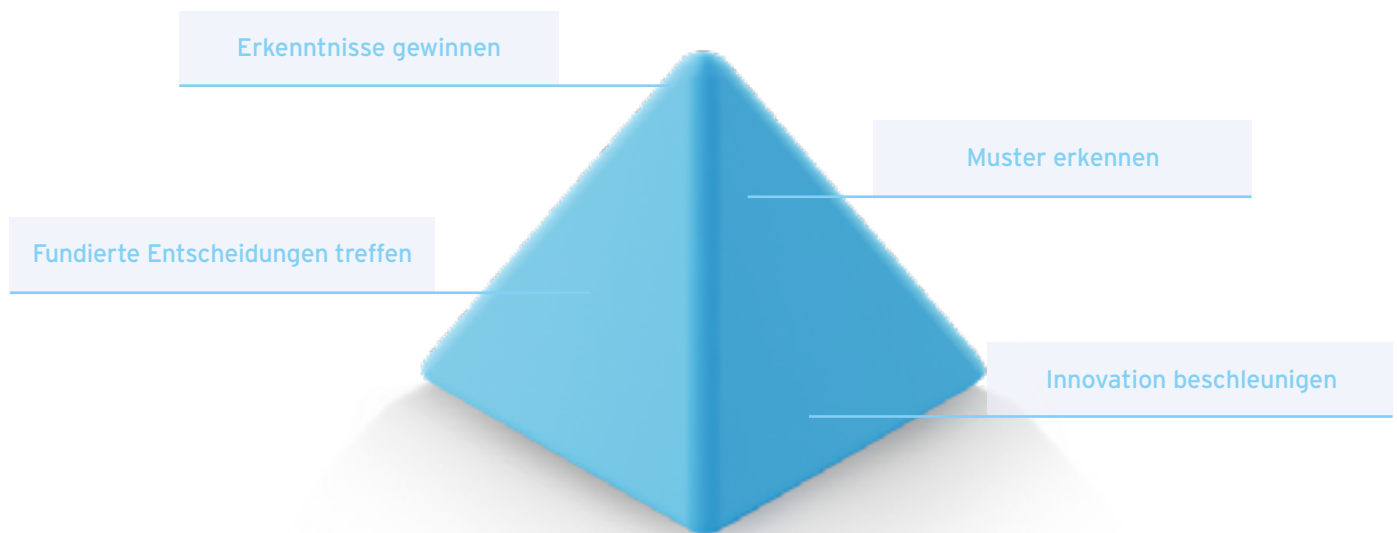 Erkenntnisse gewinnen
Muster erkennen
Fundierte Entscheidungen treffen
Innovation beschleunigen